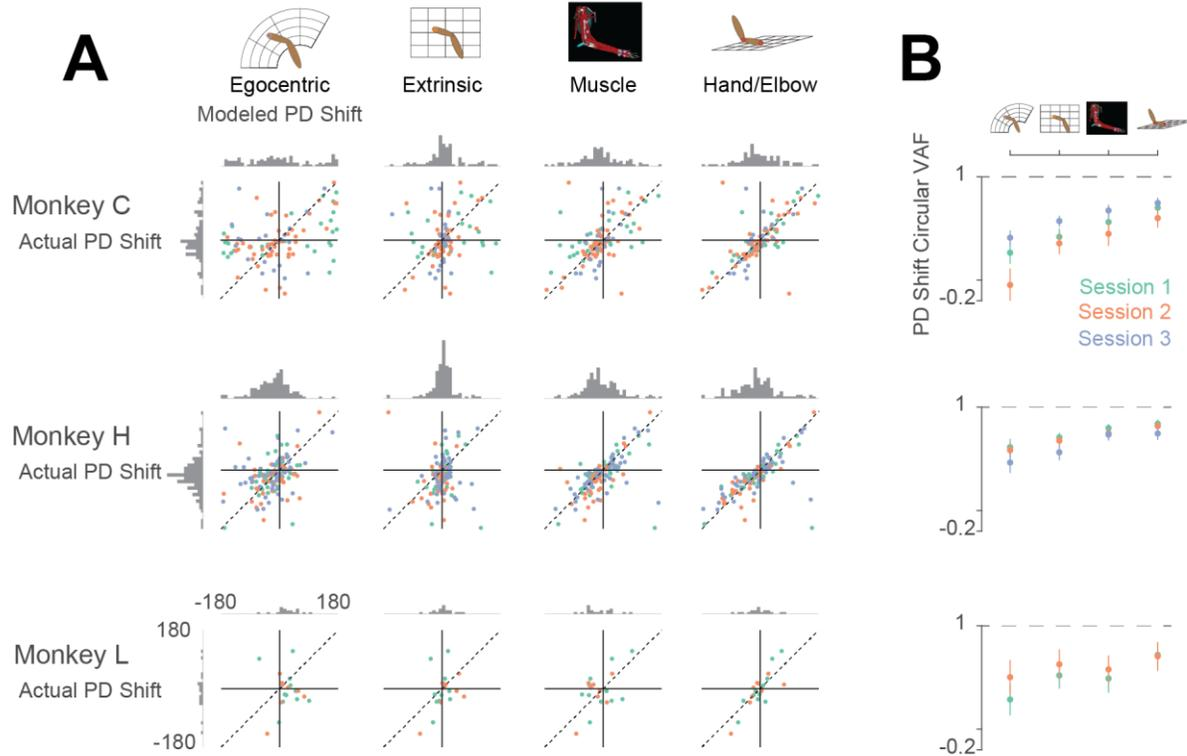 A
B
Egocentric
Extrinsic
Muscle
Hand/Elbow
Modeled PD Shift
Monkey C
Actual PD Shift
Monkey H
Actual PD Shift
-180
180
180
Monkey L
Actual PD Shift
-180
PD Shift Circular VAF
1
-0.2
Session 1
Session 2
Session 3
1
-0.2
1
-0.2